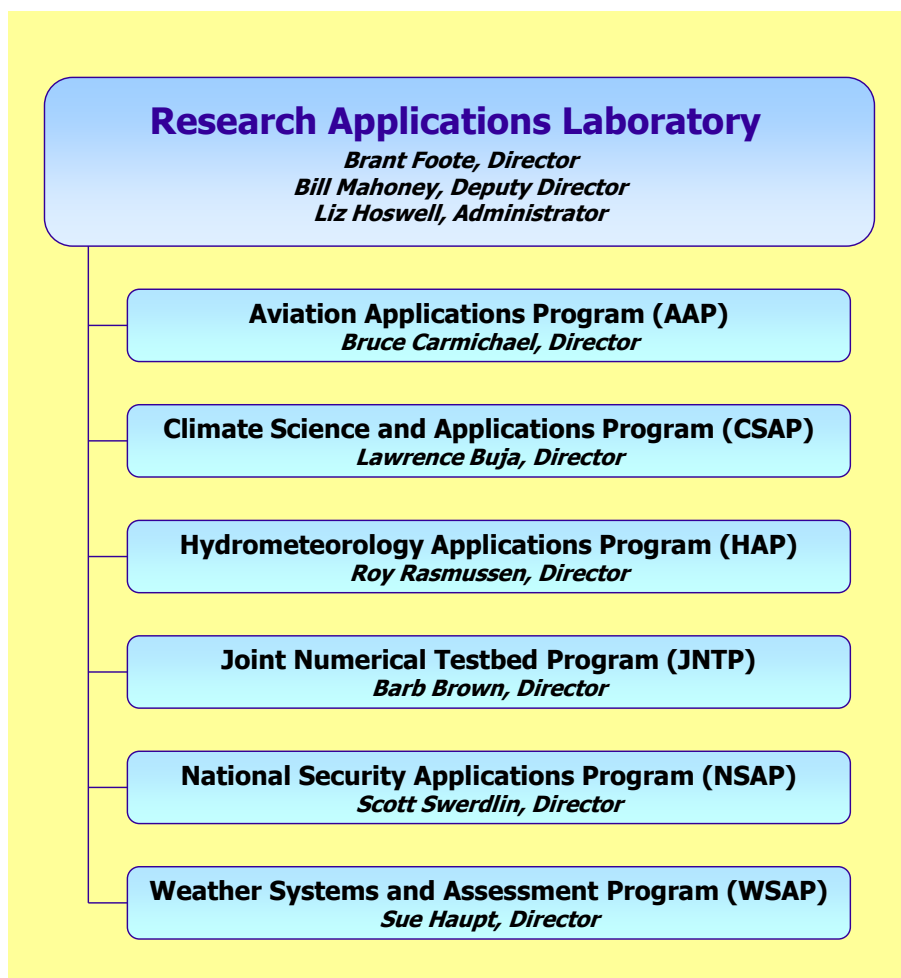 Research Applications Laboratory
Brant Foote, Director
Bill Mahoney, Deputy Director
Liz Hoswell, Administrator
Aviation Applications Program (AAP)
Bruce Carmichael, Director
Climate Science and Applications Program (CSAP)
Lawrence Buja, Director
Hydrometeorology Applications Program (HAP)
Roy Rasmussen, Director
Joint Numerical Testbed Program (JNTP)
Barb Brown, Director
National Security Applications Program (NSAP)
Scott Swerdlin, Director
Weather Systems and Assessment Program (WSAP)
Sue Haupt, Director